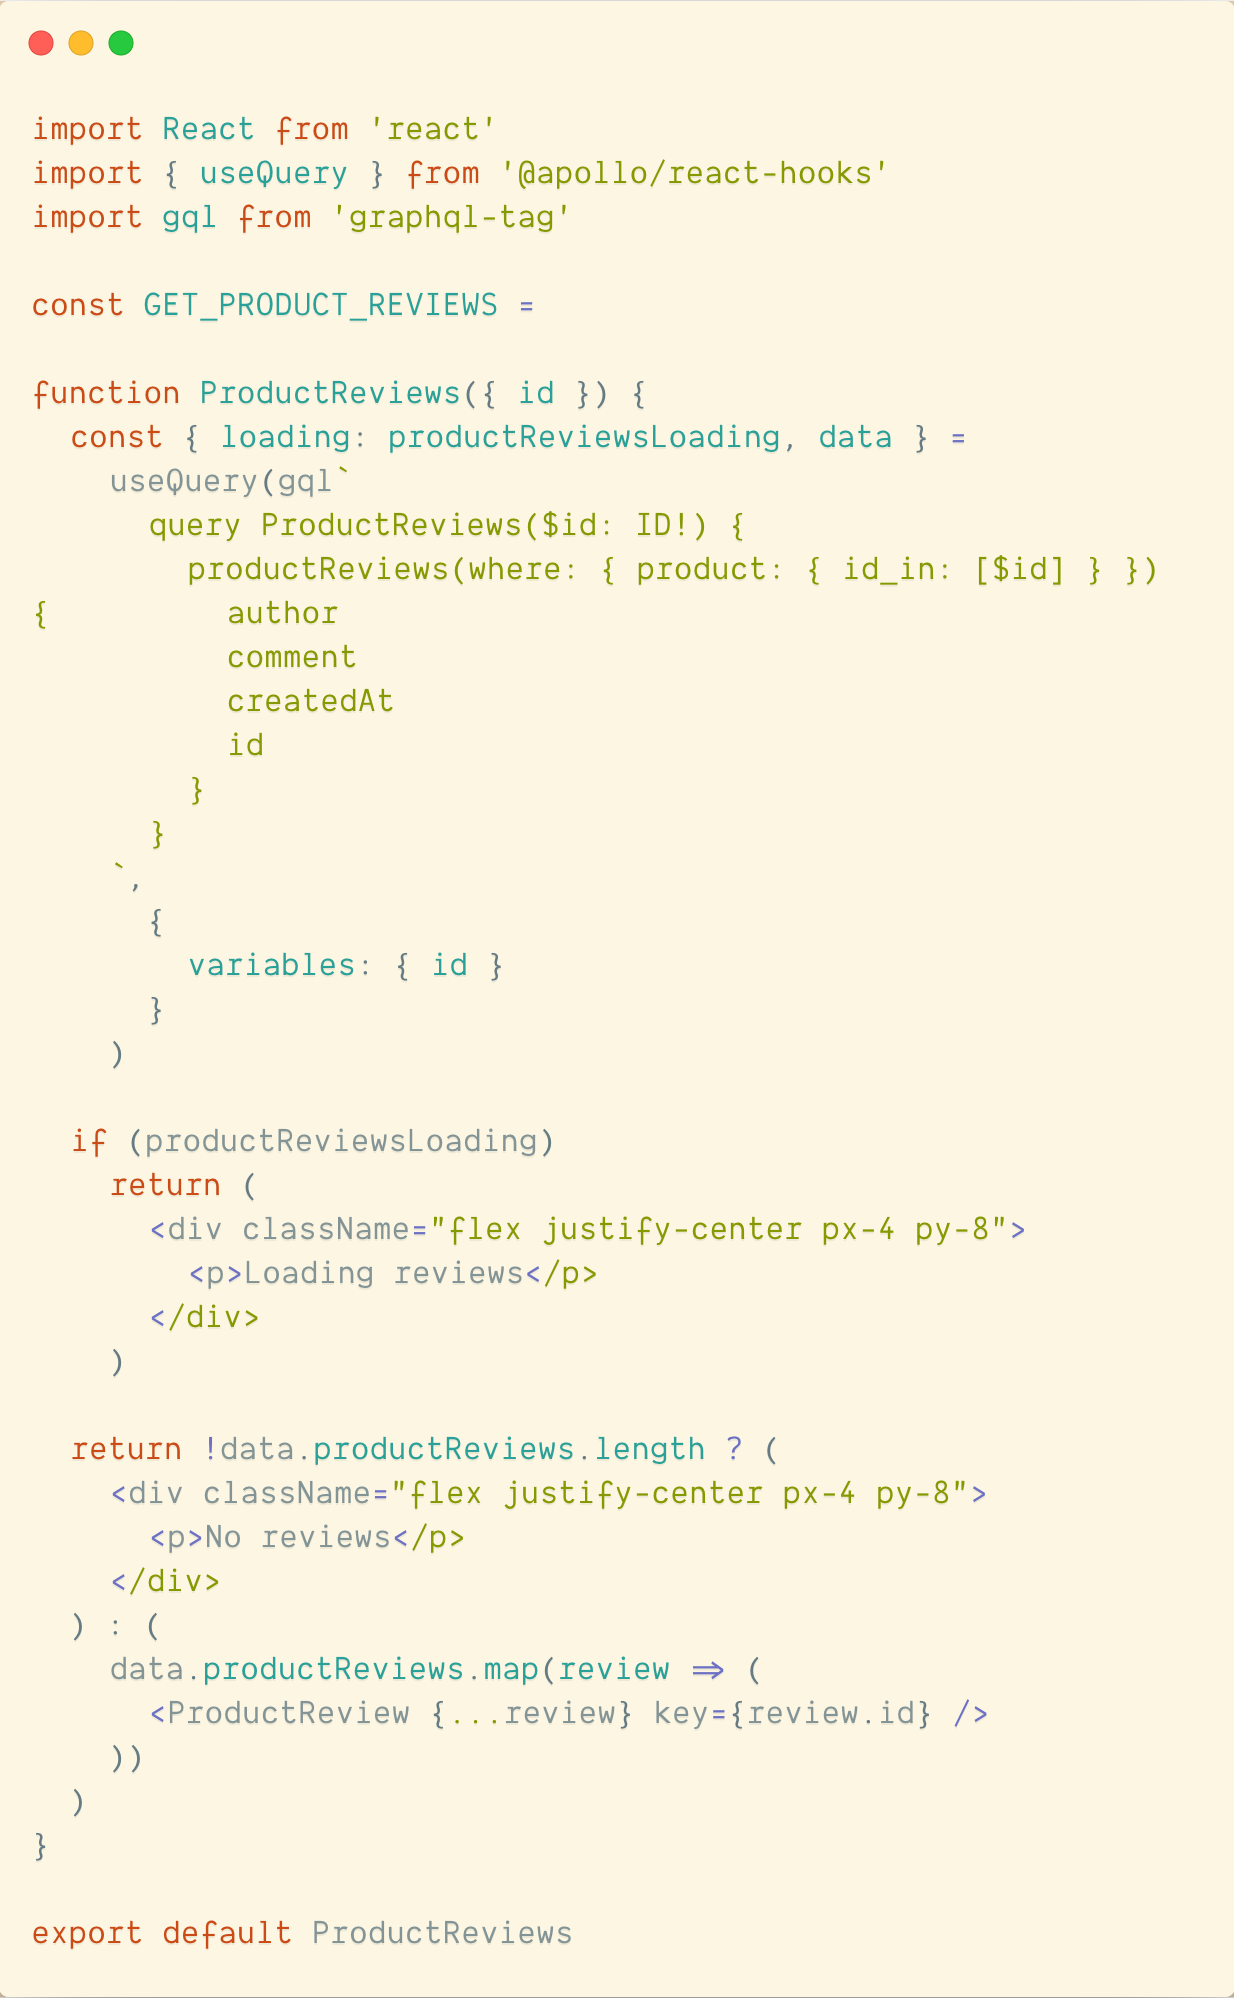 import React from 'react'
import { useQuery } from '@apollo/react-hooks'
import gql from 'graphql-tag'

const GET_PRODUCT_REVIEWS =

function ProductReviews({ id }) {
  const { loading: productReviewsLoading, data } =
    useQuery(gql`
      query ProductReviews($id: ID!) {
        productReviews(where: { product: { id_in: [$id] } })
{         author
          comment
          createdAt
          id
        }
      }
    `,
      {
        variables: { id }
      }
    )

  if (productReviewsLoading)
    return (
      <div className="flex justify-center px-4 py-8">
        <p>Loading reviews</p>
      </div>
    )

  return !data.productReviews.length ? (
    <div className="flex justify-center px-4 py-8">
      <p>No reviews</p>
    </div>
  ) : (
    data.productReviews.map(review => (
      <ProductReview {...review} key={review.id} />
    ))
  )
}

export default ProductReviews